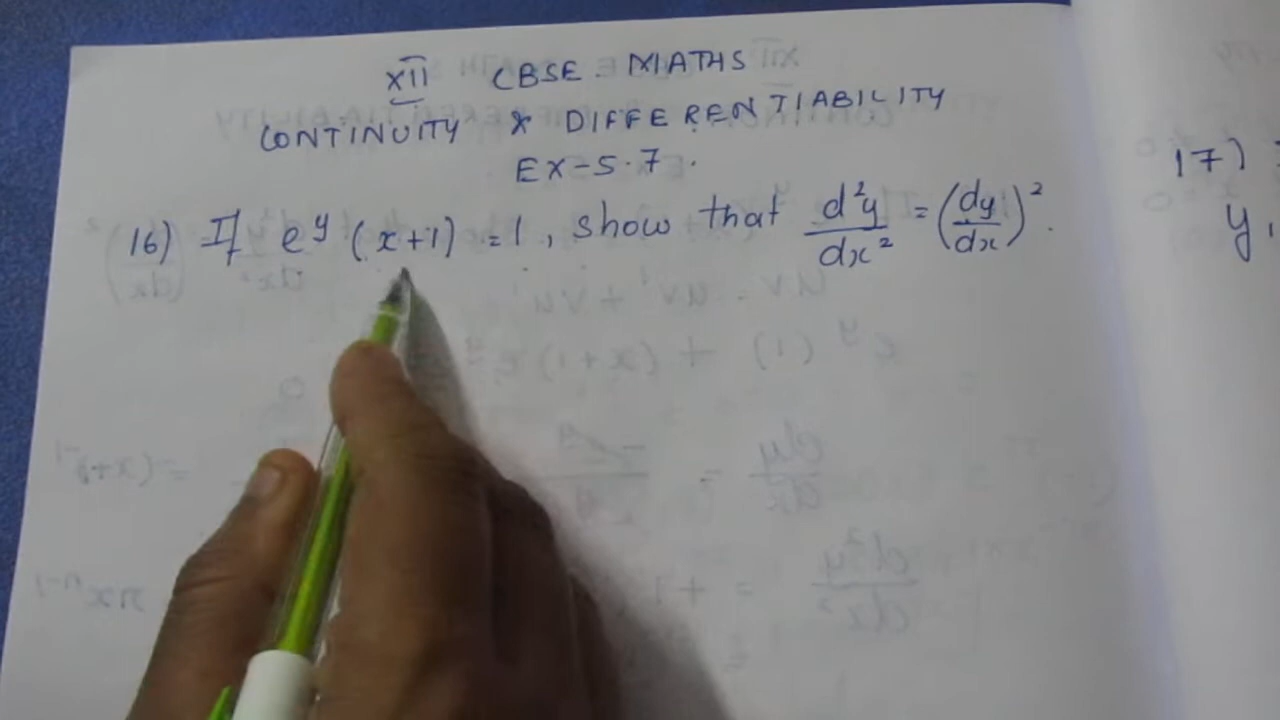 XII CBSE MATHS
CONTINUITY & DIFFERENTIABILITY
EX-5.7.
16) If e^y (x+1) = 1, show that d²y/dx² = (dy/dx)².
17)
y